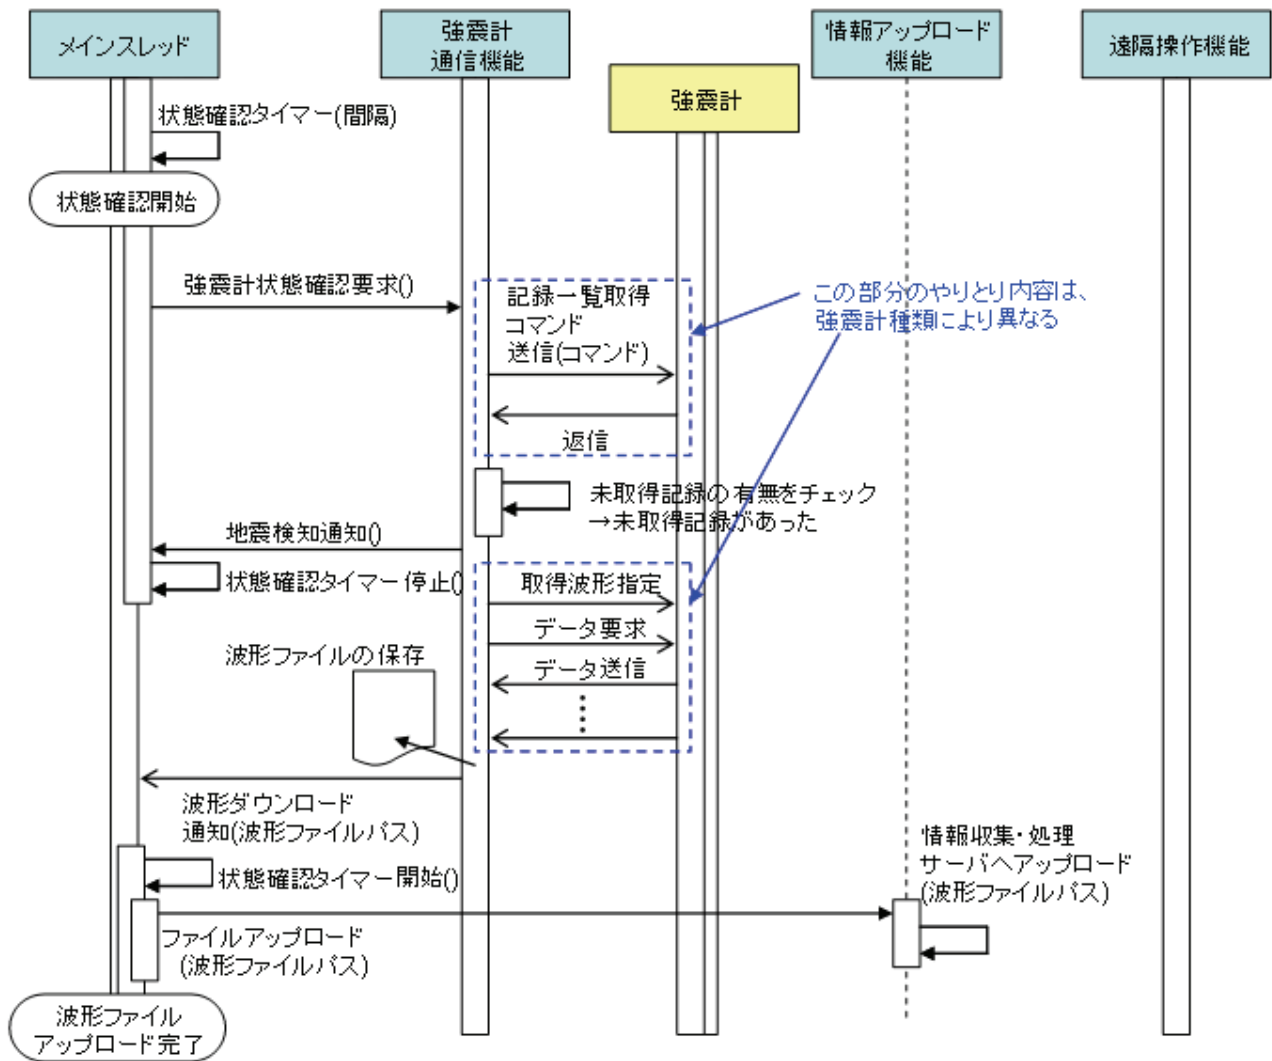 メインスレッド
強震計
通信機能
強震計
情報アップロード
機能
遠隔操作機能
状態確認タイマー(間隔)
状態確認開始
強震計状態確認要求()
記録一覧取得
コマンド
送信(コマンド)
この部分のやりとり内容は、
強震計種類により異なる
返信
未取得記録の有無をチェック
→未取得記録があった
地震検知通知()
状態確認タイマー停止()
取得波形指定
データ要求
波形ファイルの保存
データ送信
波形ダウンロード
通知(波形ファイルパス)
情報収集・処理
サーバへアップロード
(波形ファイルパス)
状態確認タイマー開始()
ファイルアップロード
(波形ファイルパス)
波形ファイル
アップロード完了